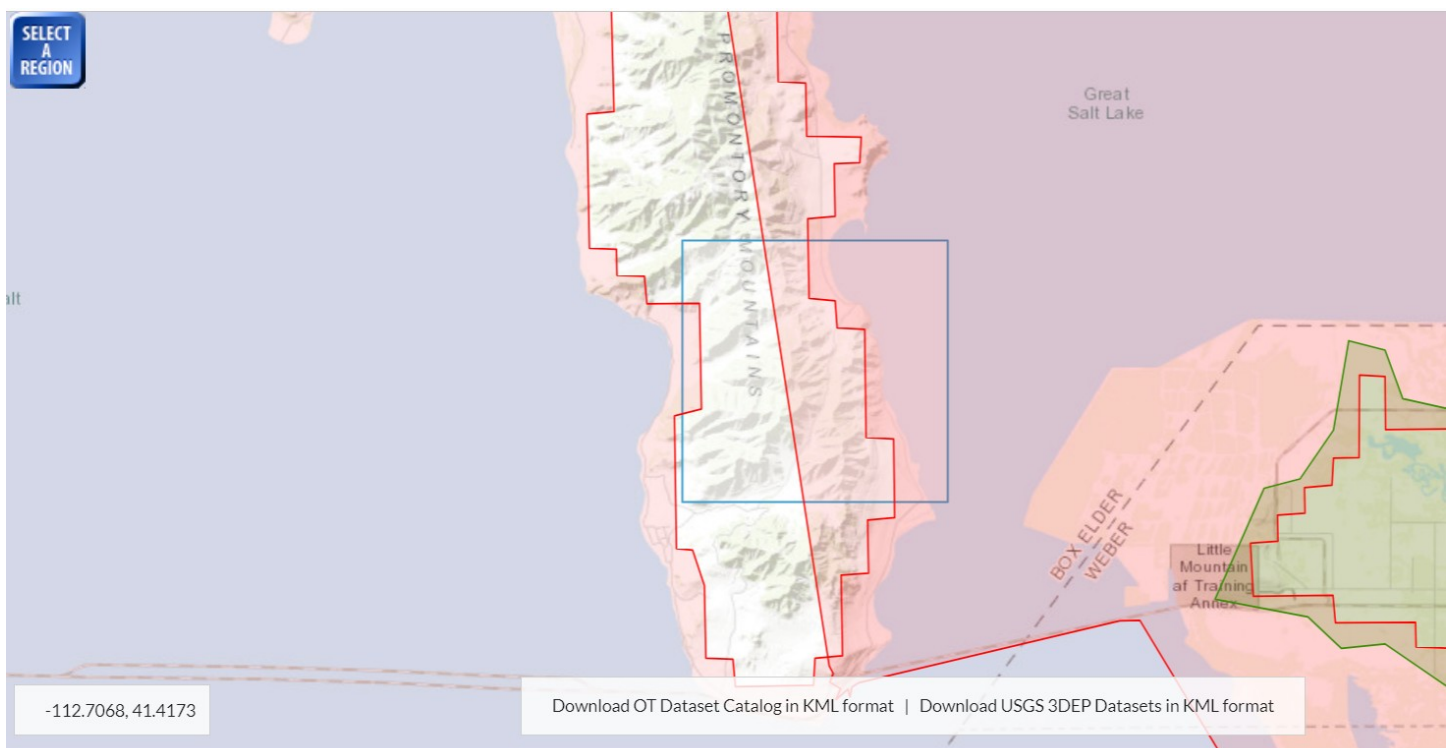 SELECT
A
REGION
PROMONTORY MOUNTAINS
Great
Salt Lake
alt
BOX ELDER
WEBER
Little
Mountain
af Training
Annex
-112.7068, 41.4173
Download OT Dataset Catalog in KML format | Download USGS 3DEP Datasets in KML format